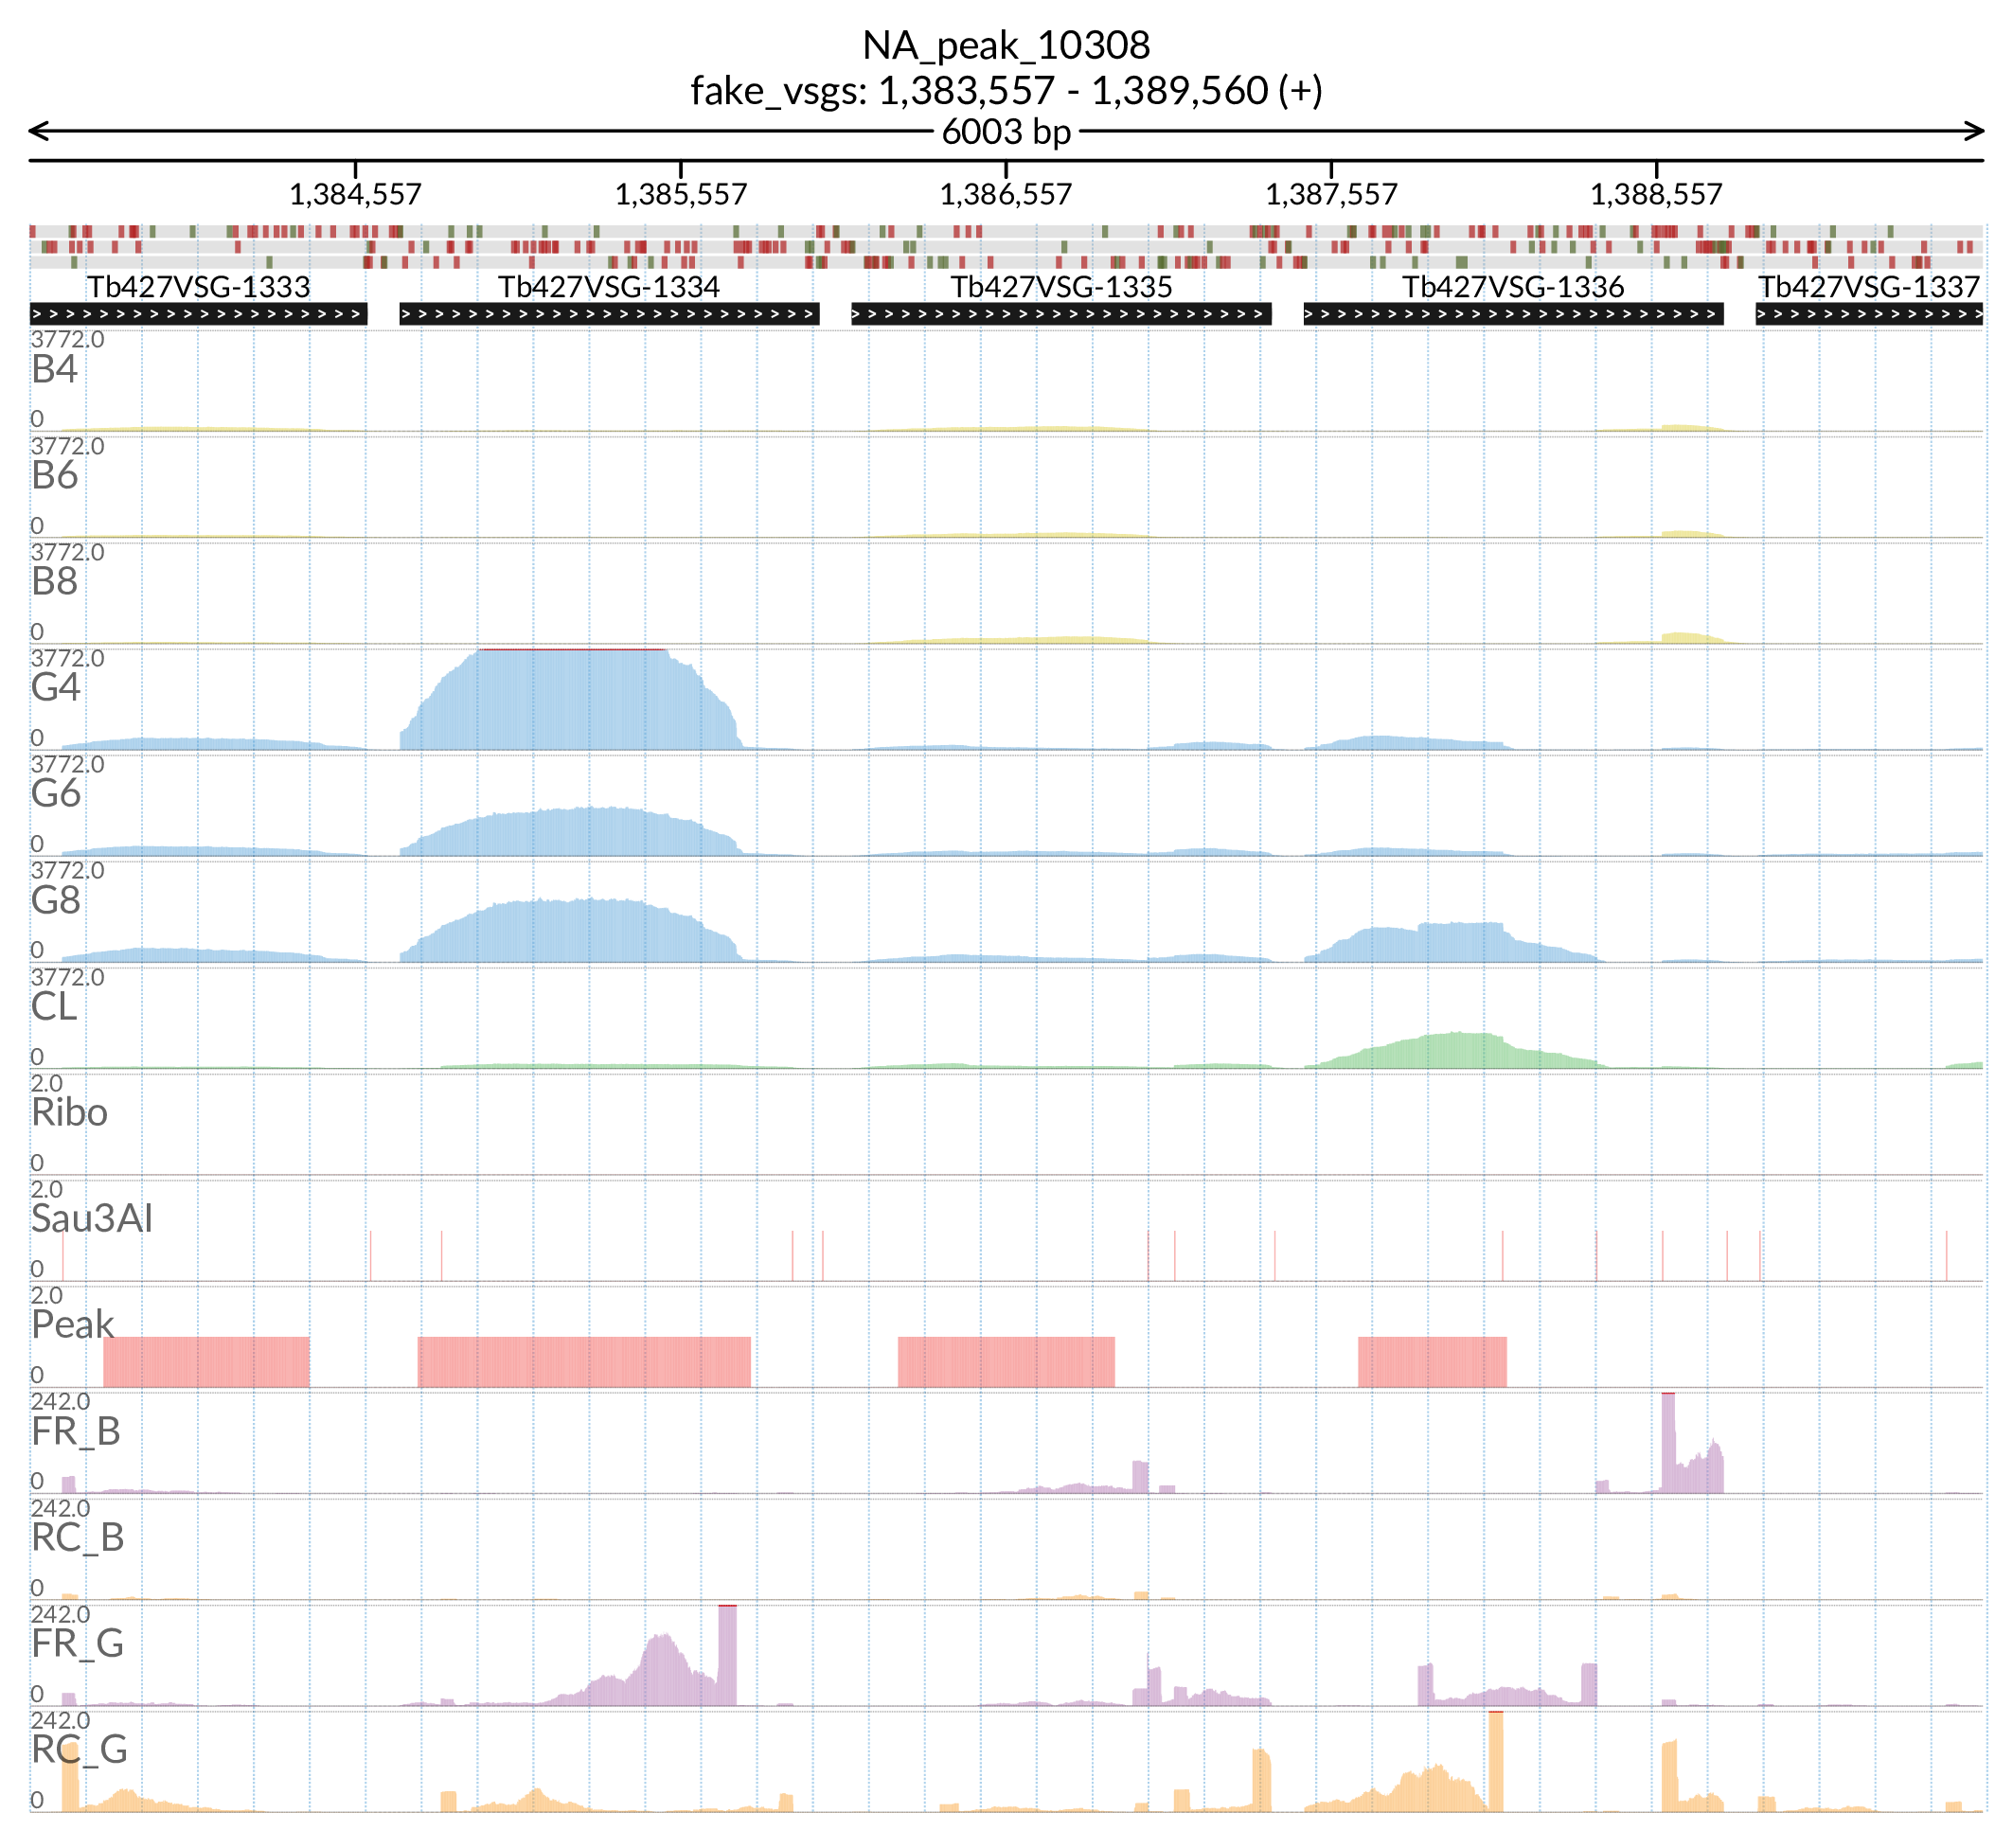 NA_peak_10308
fake_vsgs: 1,383,557 - 1,389,560 (+)
6003 bp
1,384,557 1,385,557 1,386,557 1,387,557 1,388,557
Tb427VSG-1333 Tb427VSG-1334 Tb427VSG-1335 Tb427VSG-1336 Tb427VSG-1337
3772.0
B4
0
3772.0
B6
0
3772.0
B8
0
3772.0
G4
0
3772.0
G6
0
3772.0
G8
0
3772.0
CL
0
2.0
Ribo
0
2.0
Sau3AI
0
2.0
Peak
0
242.0
FR_B
0
242.0
RC_B
0
242.0
FR_G
0
242.0
RC_G
0